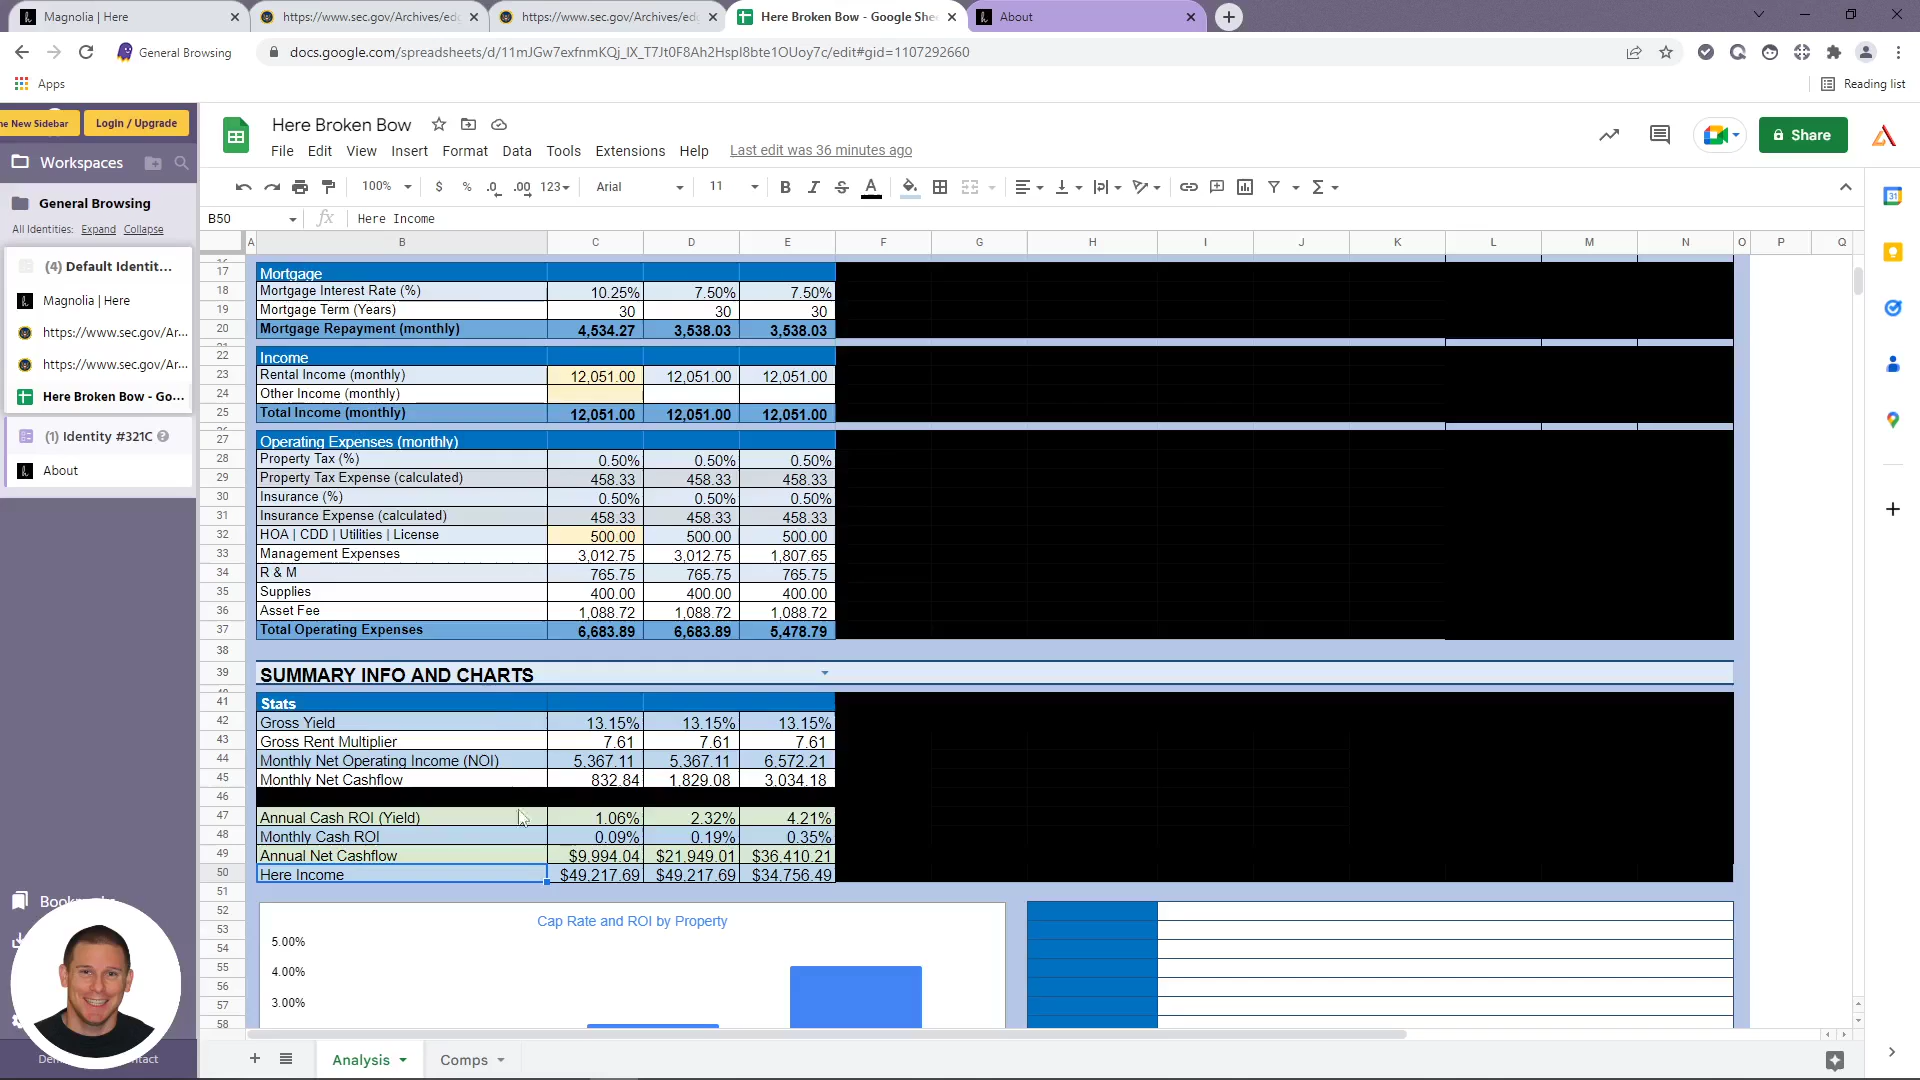 Magnolia | Here
https://www.sec.gov/Archives/edg
https://www.sec.gov/Archives/ed
Here Broken Bow - Google She
About
General Browsing
docs.google.com/spreadsheets/d/11mJGw7exfnmKQj_IX_T7Jt0F8Ah2HspI8bte1OUoy7c/edit#gid=1107292660
Apps
Reading list
ne New Sidebar
Login / Upgrade
Workspaces
General Browsing
All Identities: Expand Collapse
(4) Default Identit...
Magnolia | Here
https://www.sec.gov/Ar...
https://www.sec.gov/Ar...
Here Broken Bow - Go...
(1) Identity #321C
About
Here Broken Bow
File Edit View Insert Format Data Tools Extensions Help Last edit was 36 minutes ago
Share
100% $ % .0 .00 123 Arial 11
B50 fx Here Income
A B C D E F G H I J K L M N O P Q
17 Mortgage
18 Mortgage Interest Rate (%) 10.25% 7.50% 7.50%
19 Mortgage Term (Years) 30 30 30
20 Mortgage Repayment (monthly) 4,534.27 3,538.03 3,538.03
22 Income
23 Rental Income (monthly) 12,051.00 12,051.00 12,051.00
24 Other Income (monthly)
25 Total Income (monthly) 12,051.00 12,051.00 12,051.00
27 Operating Expenses (monthly)
28 Property Tax (%) 0.50% 0.50% 0.50%
29 Property Tax Expense (calculated) 458.33 458.33 458.33
30 Insurance (%) 0.50% 0.50% 0.50%
31 Insurance Expense (calculated) 458.33 458.33 458.33
32 HOA | CDD | Utilities | License 500.00 500.00 500.00
33 Management Expenses 3,012.75 3,012.75 1,807.65
34 R & M 765.75 765.75 765.75
35 Supplies 400.00 400.00 400.00
36 Asset Fee 1,088.72 1,088.72 1,088.72
37 Total Operating Expenses 6,683.89 6,683.89 5,478.79
38
39 SUMMARY INFO AND CHARTS
41 Stats
42 Gross Yield 13.15% 13.15% 13.15%
43 Gross Rent Multiplier 7.61 7.61 7.61
44 Monthly Net Operating Income (NOI) 5,367.11 5,367.11 6,572.21
45 Monthly Net Cashflow 832.84 1,829.08 3,034.18
46
47 Annual Cash ROI (Yield) 1.06% 2.32% 4.21%
48 Monthly Cash ROI 0.09% 0.19% 0.35%
49 Annual Net Cashflow $9,994.04 $21,949.01 $36,410.21
50 Here Income $49,217.69 $49,217.69 $34,756.49
51
52
53
54
55
56
57
58
Cap Rate and ROI by Property
5.00%
4.00%
3.00%
Analysis
Comps